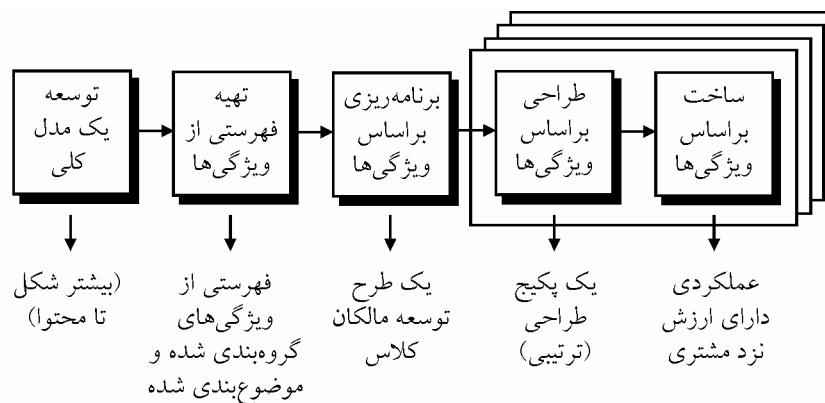 توسعه
یک مدل
کلی
تهیه
فهرستی از
ویژگی‌ها
برنامه‌ریزی
براساس
ویژگی‌ها
طراحی
براساس
ویژگی‌ها
ساخت
براساس
ویژگی‌ها
(بیشتر شکل
تا محتوا)
فهرستی از
ویژگی‌های
گروه‌بندی شده و
موضوع‌بندی شده
یک طرح
توسعه مالکان
کلاس
یک پکیج
طراحی
(ترتیبی)
عملکردی
دارای ارزش
نزد مشتری